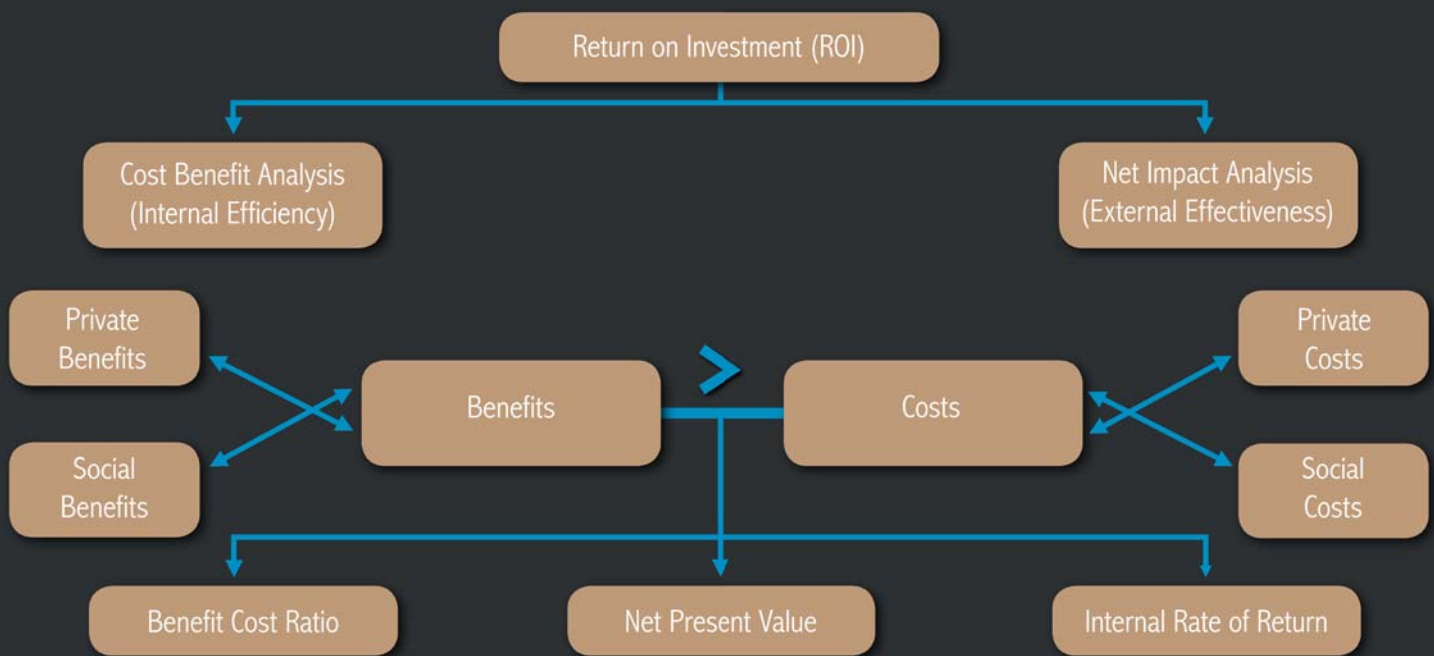 Return on Investment (ROI)
Cost Benefit Analysis
(Internal Efficiency)
Net Impact Analysis
(External Effectiveness)
Private
Benefits
Social
Benefits
Benefits
>
Costs
Private
Costs
Social
Costs
Benefit Cost Ratio
Net Present Value
Internal Rate of Return